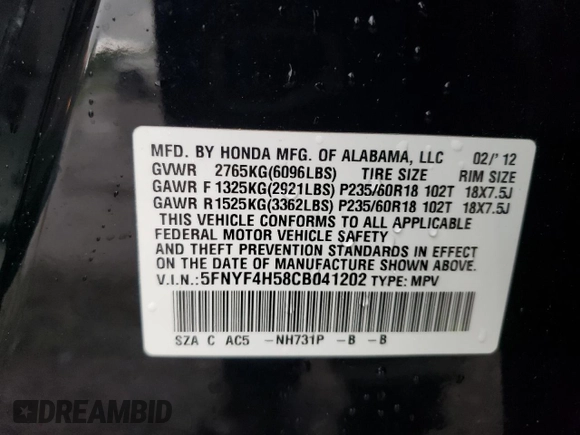 MFD. BY HONDA MFG. OF ALABAMA, LLC 02/'12
GVWR 2765KG(6096LBS) TIRE SIZE RIM SIZE
GAWR F 1325KG(2921LBS) P235/60R18 102T 18X7.5J
GAWR R 1525KG(3362LBS) P235/60R18 102T 18X7.5J
THIS VEHICLE CONFORMS TO ALL APPLICABLE
FEDERAL MOTOR VEHICLE SAFETY
AND THEFT PREVENTION STANDARDS IN EFFECT
ON THE DATE OF MANUFACTURE SHOWN ABOVE.
V.I.N.: 5FNYF4H58CB041202 TYPE: MPV
SZA C AC5 -NH731P -B -B
DREAMBID